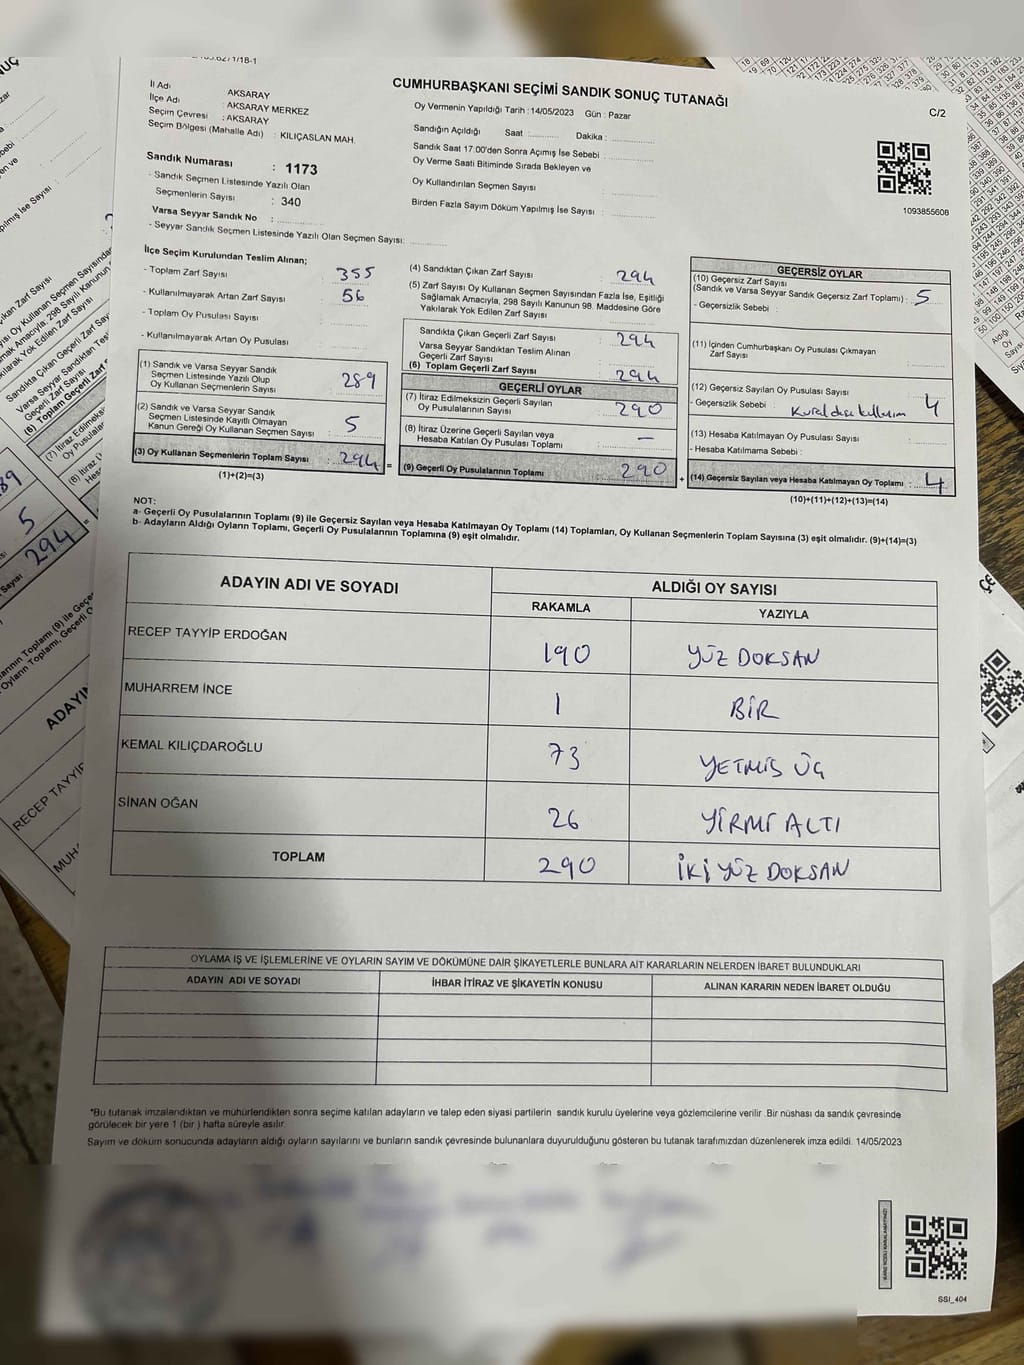 CUMHURBAŞKANI SEÇİMİ SANDIK SONUÇ TUTANAĞI
C/2
İl Adı AKSARAY
İlçe Adı : AKSARAY MERKEZ
Seçim Çevresi : AKSARAY
Seçim Bölgesi (Mahalle Adı) : KILIÇASLAN MAH.
Oy Vermenin Yapıldığı Tarih : 14/05/2023 Gün : Pazar
Sandığın Açıldığı Saat Dakika :
Sandık Saat 17:00'den Sonra Açımış İse Sebebi
Oy Verme Saati Bitiminde Sırada Bekleyen ve
Oy Kullandırılan Seçmen Sayısı :
Birden Fazla Sayım Döküm Yapılmış İse Sayısı :
1093855608
Sandık Numarası : 1173
- Sandık Seçmen Listesinde Yazılı Olan
Seçmenlerin Sayısı : 340
Varsa Seyyar Sandık No :
- Seyyar Sandık Seçmen Listesinde Yazılı Olan Seçmen Sayısı:
İlçe Seçim Kurulundan Teslim Alınan;
- Toplam Zarf Sayısı : 355
- Kullanılmayarak Artan Zarf Sayısı : 56
- Toplam Oy Pusulası Sayısı :
- Kullanılmayarak Artan Oy Pusulası
(1) Sandık ve Varsa Seyyar Sandık
Seçmen Listesinde Yazılı Olup
Oy Kullanan Seçmenlerin Sayısı : 289
(2) Sandık ve Varsa Seyyar Sandık
Seçmen Listesinde Kayıtlı Olmayan
Kanun Gereği Oy Kullanan Seçmen Sayısı : 5
(3) Oy Kullanan Seçmenlerin Toplam Sayısı : 294
(1)+(2)=(3)
(4) Sandıktan Çıkan Zarf Sayısı : 294
(5) Zarf Sayısı Oy Kullanan Seçmen Sayısından Fazla İse, Eşitliği
Sağlamak Amacıyla, 298 Sayılı Kanunun 98. Maddesine Göre
Yakılarak Yok Edilen Zarf Sayısı
Sandıkta Çıkan Geçerli Zarf Sayısı : 294
Varsa Seyyar Sandıktan Teslim Alınan
Geçerli Zarf Sayısı
(6) Toplam Geçerli Zarf Sayısı : 294
GEÇERLİ OYLAR
(7) İtiraz Edilmeksizin Geçerli Sayılan
Oy Pusulalarının Sayısı : 290
(8) İtiraz Üzerine Geçerli Sayılan veya
Hesaba Katılan Oy Pusulası Toplamı : —
= (9) Geçerli Oy Pusulalarının Toplamı : 290
GEÇERSİZ OYLAR
(10) Geçersiz Zarf Sayısı
(Sandık ve Varsa Seyyar Sandık Geçersiz Zarf Toplamı) : 5
- Geçersizlik Sebebi :
(11) İçinden Cumhurbaşkanı Oy Pusulası Çıkmayan
Zarf Sayısı
(12) Geçersiz Sayılan Oy Pusulası Sayısı : 4
- Geçersizlik Sebebi : Kural dışı kullanım
(13) Hesaba Katılmayan Oy Pusulası Sayısı
- Hesaba Katılmama Sebebi :
+ (14) Geçersiz Sayılan veya Hesaba Katılmayan Oy Toplamı : 4
(10)+(11)+(12)+(13)=(14)
NOT:
a- Geçerli Oy Pusulalarının Toplamı (9) ile Geçersiz Sayılan veya Hesaba Katılmayan Oy Toplamı (14) Toplamları, Oy Kullanan Seçmenlerin Toplam Sayısına (3) eşit olmalıdır. (9)+(14)=(3)
b- Adayların Aldığı Oyların Toplamı, Geçerli Oy Pusulalarının Toplamına (9) eşit olmalıdır.
ADAYIN ADI VE SOYADI ALDIĞI OY SAYISI
RAKAMLA YAZIYLA
RECEP TAYYİP ERDOĞAN 190 YÜZ DOKSAN
MUHARREM İNCE 1 BİR
KEMAL KILIÇDAROĞLU 73 YETMİŞ ÜÇ
SİNAN OĞAN 26 YİRMİ ALTI
TOPLAM 290 İKİ YÜZ DOKSAN
OYLAMA İŞ VE İŞLEMLERİNE VE OYLARIN SAYIM VE DÖKÜMÜNE DAİR ŞİKAYETLERLE BUNLARA AİT KARARLARIN NELERDEN İBARET BULUNDUKLARI
ADAYIN ADI VE SOYADI İHBAR İTİRAZ VE ŞİKAYETİN KONUSU ALINAN KARARIN NEDEN İBARET OLDUĞU
*Bu tutanak imzalandıktan ve mühürlendikten sonra seçime katılan adayların ve talep eden siyasi partilerin sandık kurulu üyelerine veya gözlemcilerine verilir. Bir nüshası da sandık çevresinde
görülecek bir yere 1 (bir) hafta süreyle asılır.
Sayım ve döküm sonucunda adayların aldığı oyların sayılarını ve bunların sandık çevresinde bulunanlara duyurulduğunu gösteren bu tutanak tarafımızdan düzenlenerek imza edildi. 14/05/2023
SSI_404